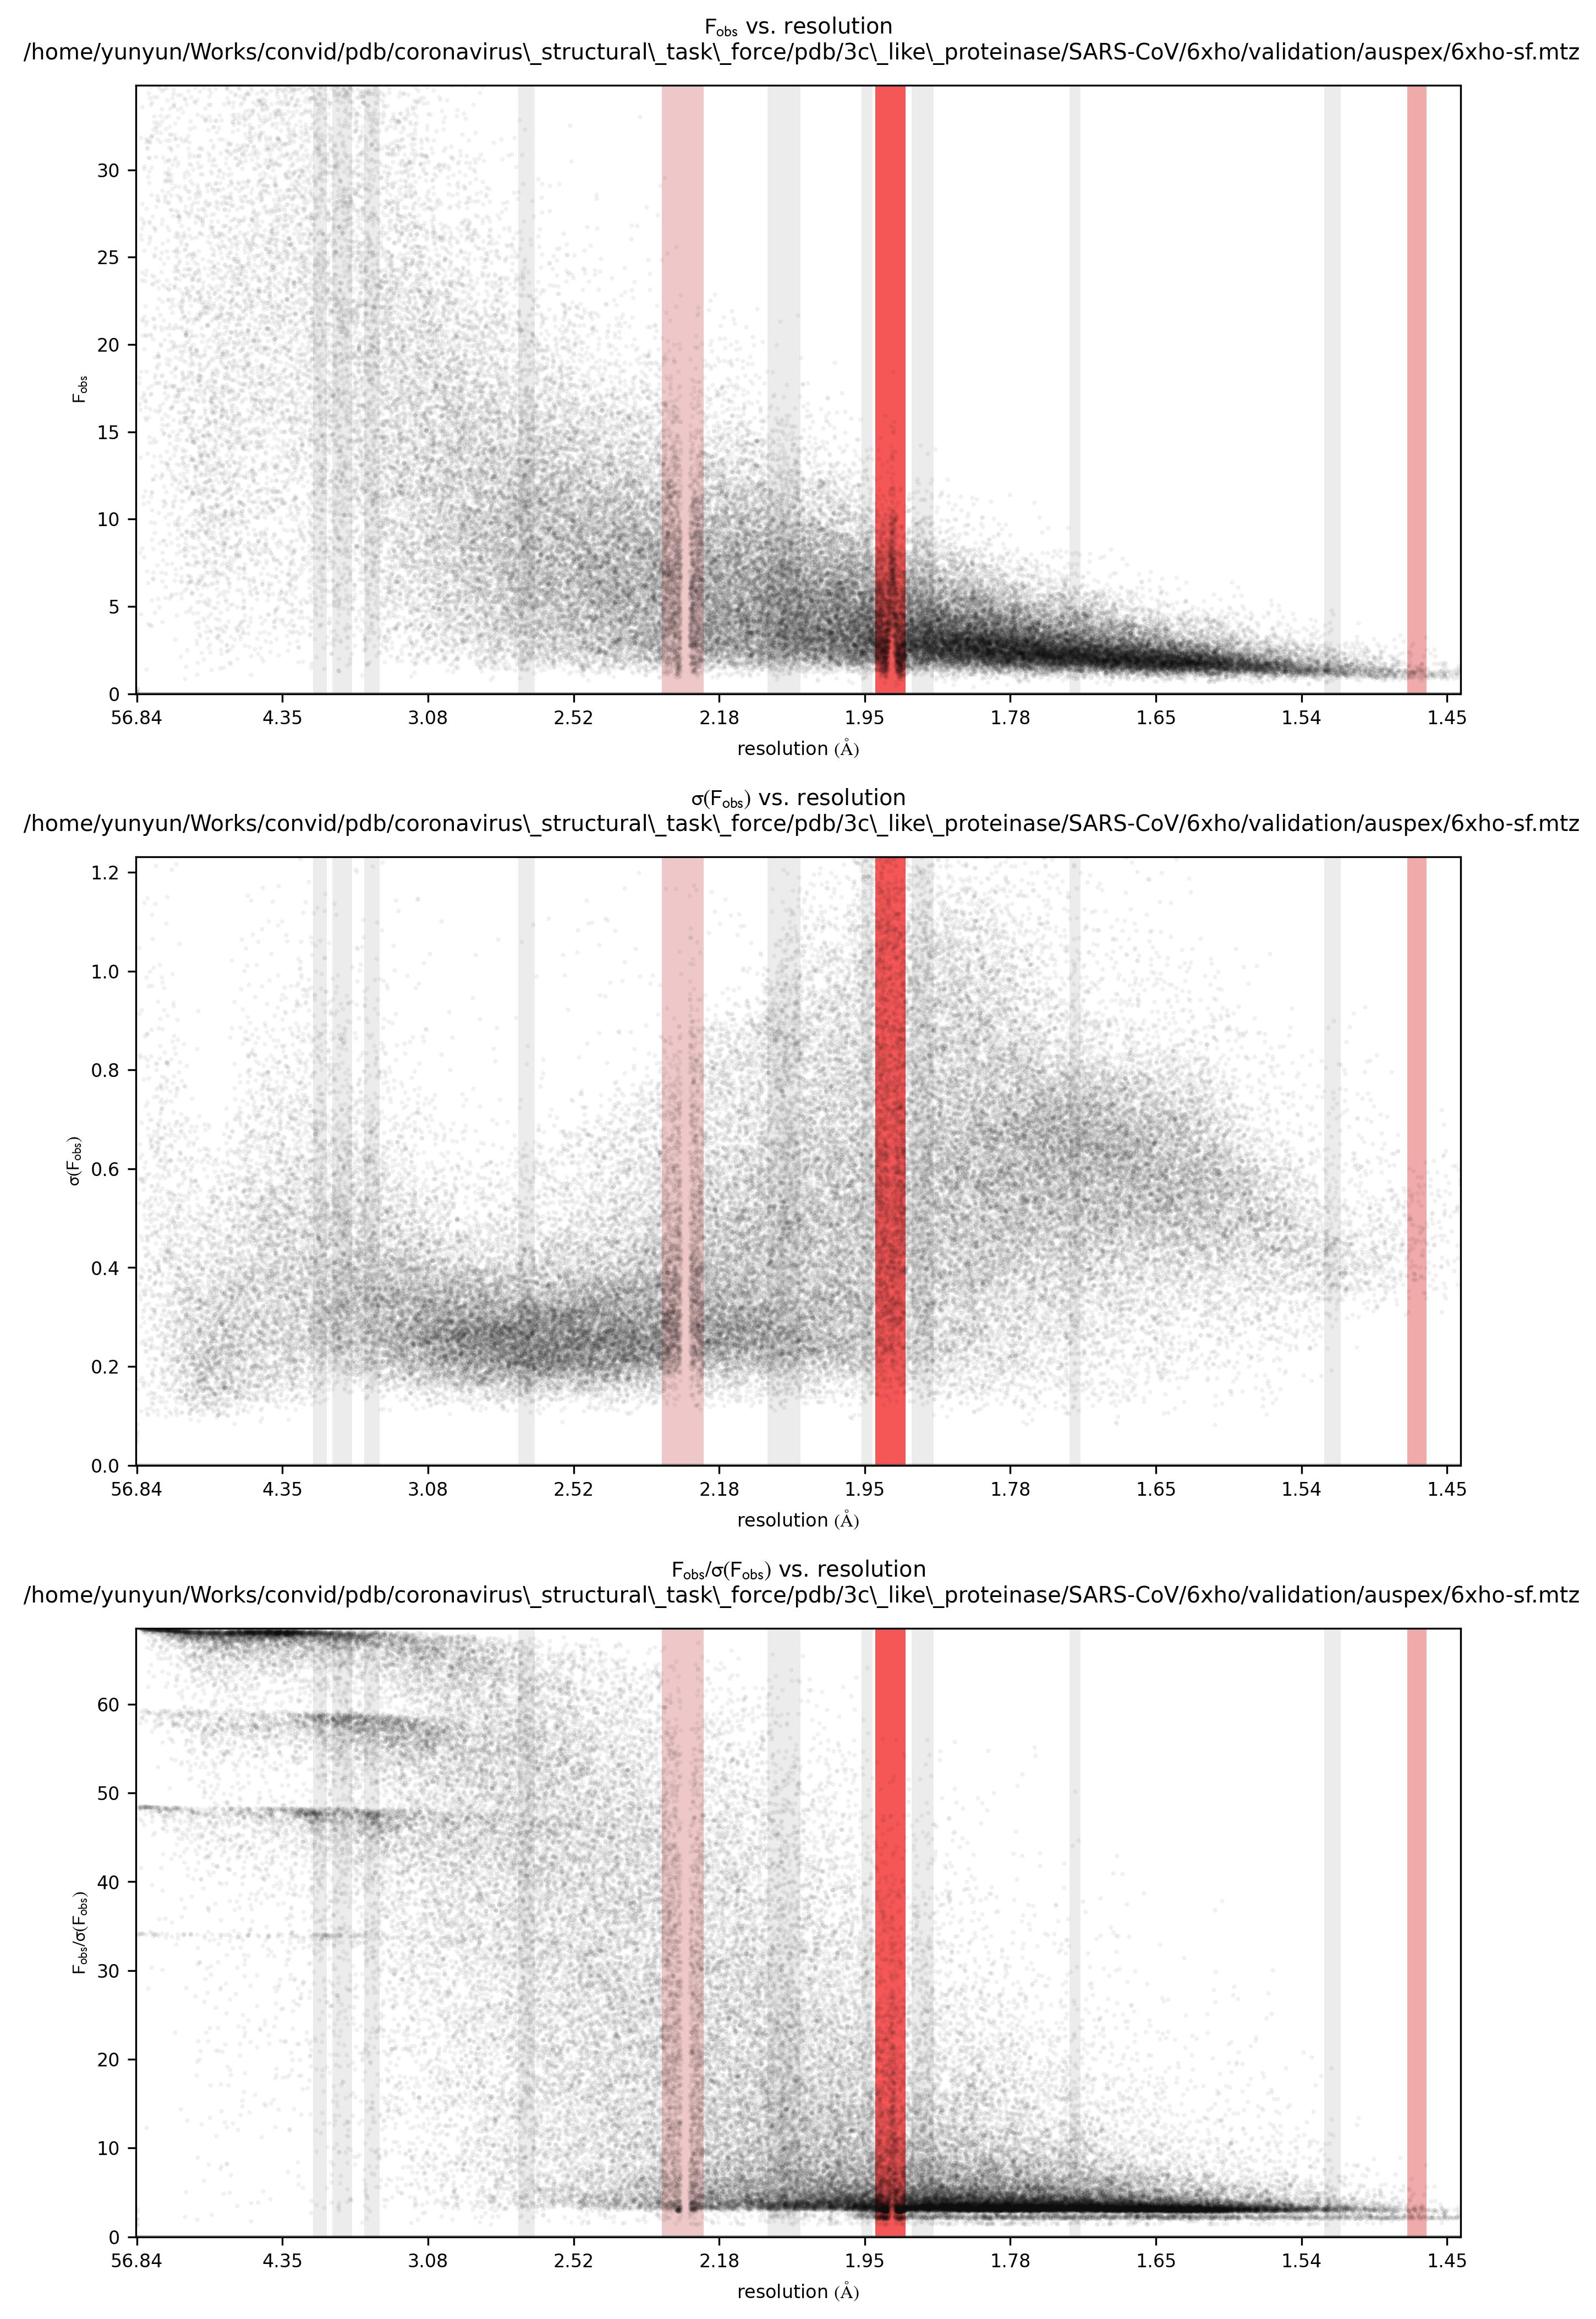 Fobs vs. resolution
/home/yunyun/Works/convid/pdb/coronavirus\_structural\_task\_force/pdb/3c\_like\_proteinase/SARS-CoV/6xho/validation/auspex/6xho-sf.mtz
30
25
20
15
10
5
0
Fobs
56.84 4.35 3.08 2.52 2.18 1.95 1.78 1.65 1.54 1.45
resolution (Å)
σ(Fobs) vs. resolution
/home/yunyun/Works/convid/pdb/coronavirus\_structural\_task\_force/pdb/3c\_like\_proteinase/SARS-CoV/6xho/validation/auspex/6xho-sf.mtz
1.2
1.0
0.8
0.6
0.4
0.2
0.0
σ(Fobs)
56.84 4.35 3.08 2.52 2.18 1.95 1.78 1.65 1.54 1.45
resolution (Å)
Fobs/σ(Fobs) vs. resolution
/home/yunyun/Works/convid/pdb/coronavirus\_structural\_task\_force/pdb/3c\_like\_proteinase/SARS-CoV/6xho/validation/auspex/6xho-sf.mtz
60
50
40
30
20
10
0
Fobs/σ(Fobs)
56.84 4.35 3.08 2.52 2.18 1.95 1.78 1.65 1.54 1.45
resolution (Å)